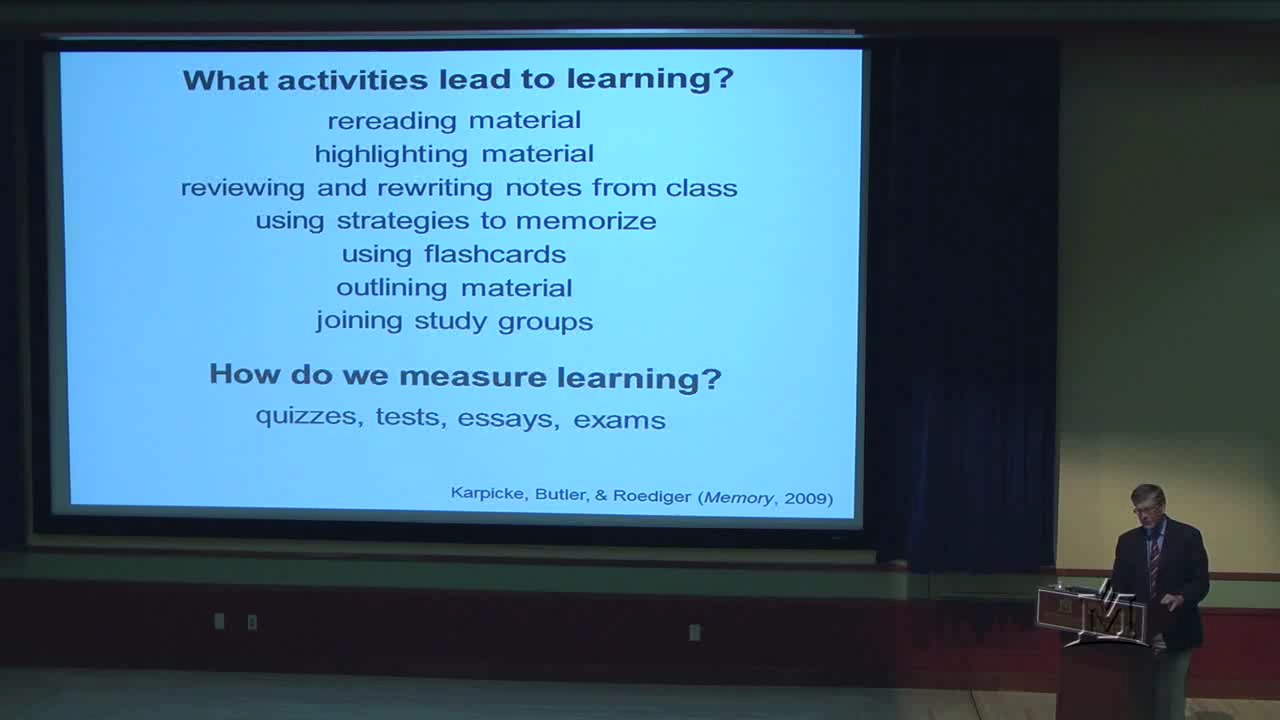 What activities lead to learning?
rereading material
highlighting material
reviewing and rewriting notes from class
using strategies to memorize
using flashcards
outlining material
joining study groups
How do we measure learning?
quizzes, tests, essays, exams
Karpicke, Butler, & Roediger (Memory, 2009)